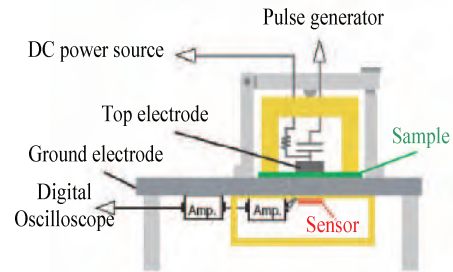 Pulse generator
DC power source
Top electrode
Sample
Ground electrode
Digital
Oscilloscope
Amp.
Amp.
Sensor